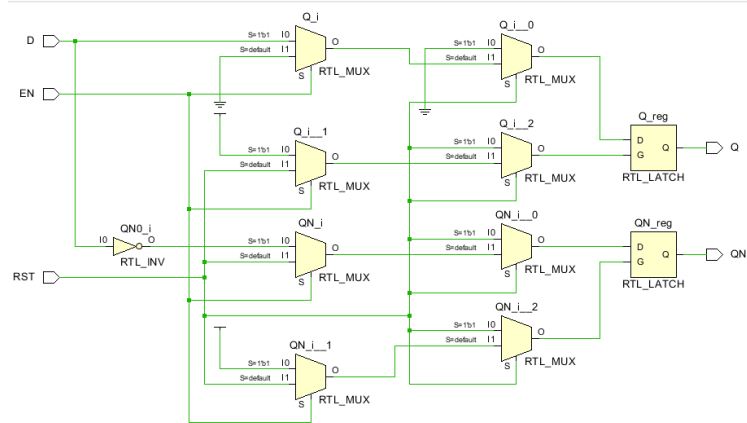 Q_i
Q_i__0
D
S=1'b1 I0
S=default I1
O
S
RTL_MUX
S=1'b1 I0
S=default I1
O
S
RTL_MUX
EN
Q_reg
D
G
Q
RTL_LATCH
Q
Q_i__1
Q_i__2
S=1'b1 I0
S=default I1
O
S
RTL_MUX
S=1'b1 I0
S=default I1
O
S
RTL_MUX
QN0_i
I0
O
RTL_INV
QN_i
QN_i__0
S=1'b1 I0
S=default I1
O
S
RTL_MUX
S=1'b1 I0
S=default I1
O
S
RTL_MUX
QN_reg
D
G
Q
RTL_LATCH
QN
RST
QN_i__1
QN_i__2
S=1'b1 I0
S=default I1
O
S
RTL_MUX
S=1'b1 I0
S=default I1
O
S
RTL_MUX